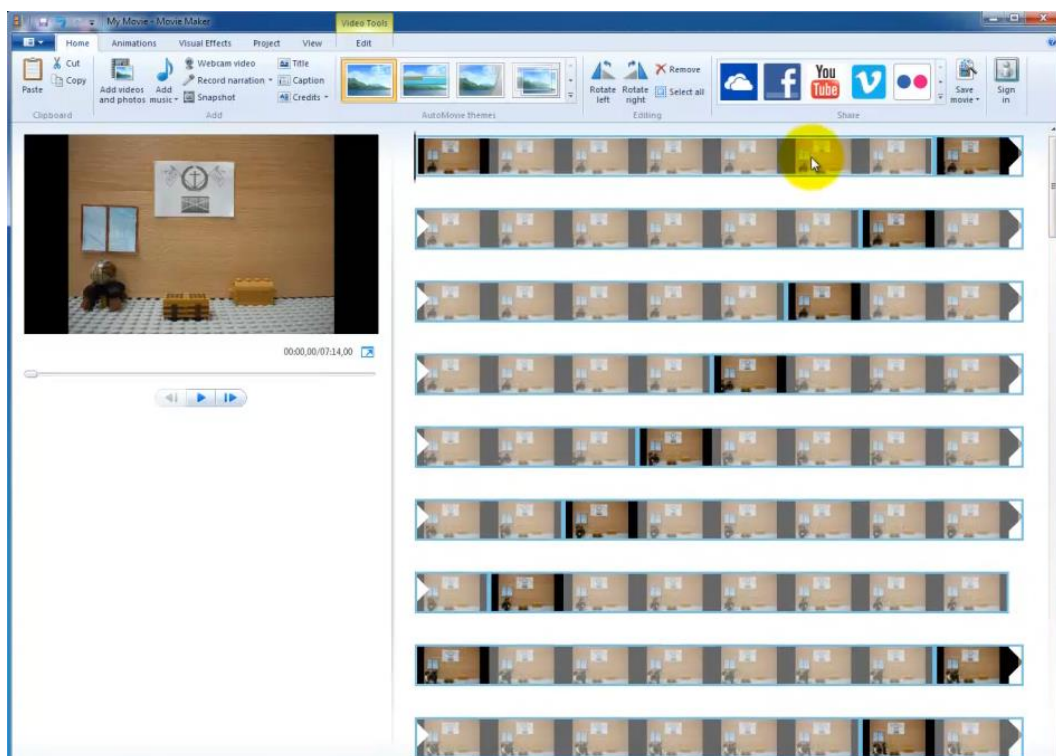 My Movie - Movie Maker
Video Tools
Home Animations Visual Effects Project View Edit
Paste
Cut
Copy
Clipboard
Add videos and photos
Add music
Webcam video
Record narration
Snapshot
Title
Caption
Credits
Add
AutoMovie themes
Rotate left
Rotate right
Remove
Select all
Editing
You Tube
Share
Save movie
Sign in
00:00,00/07:14,00